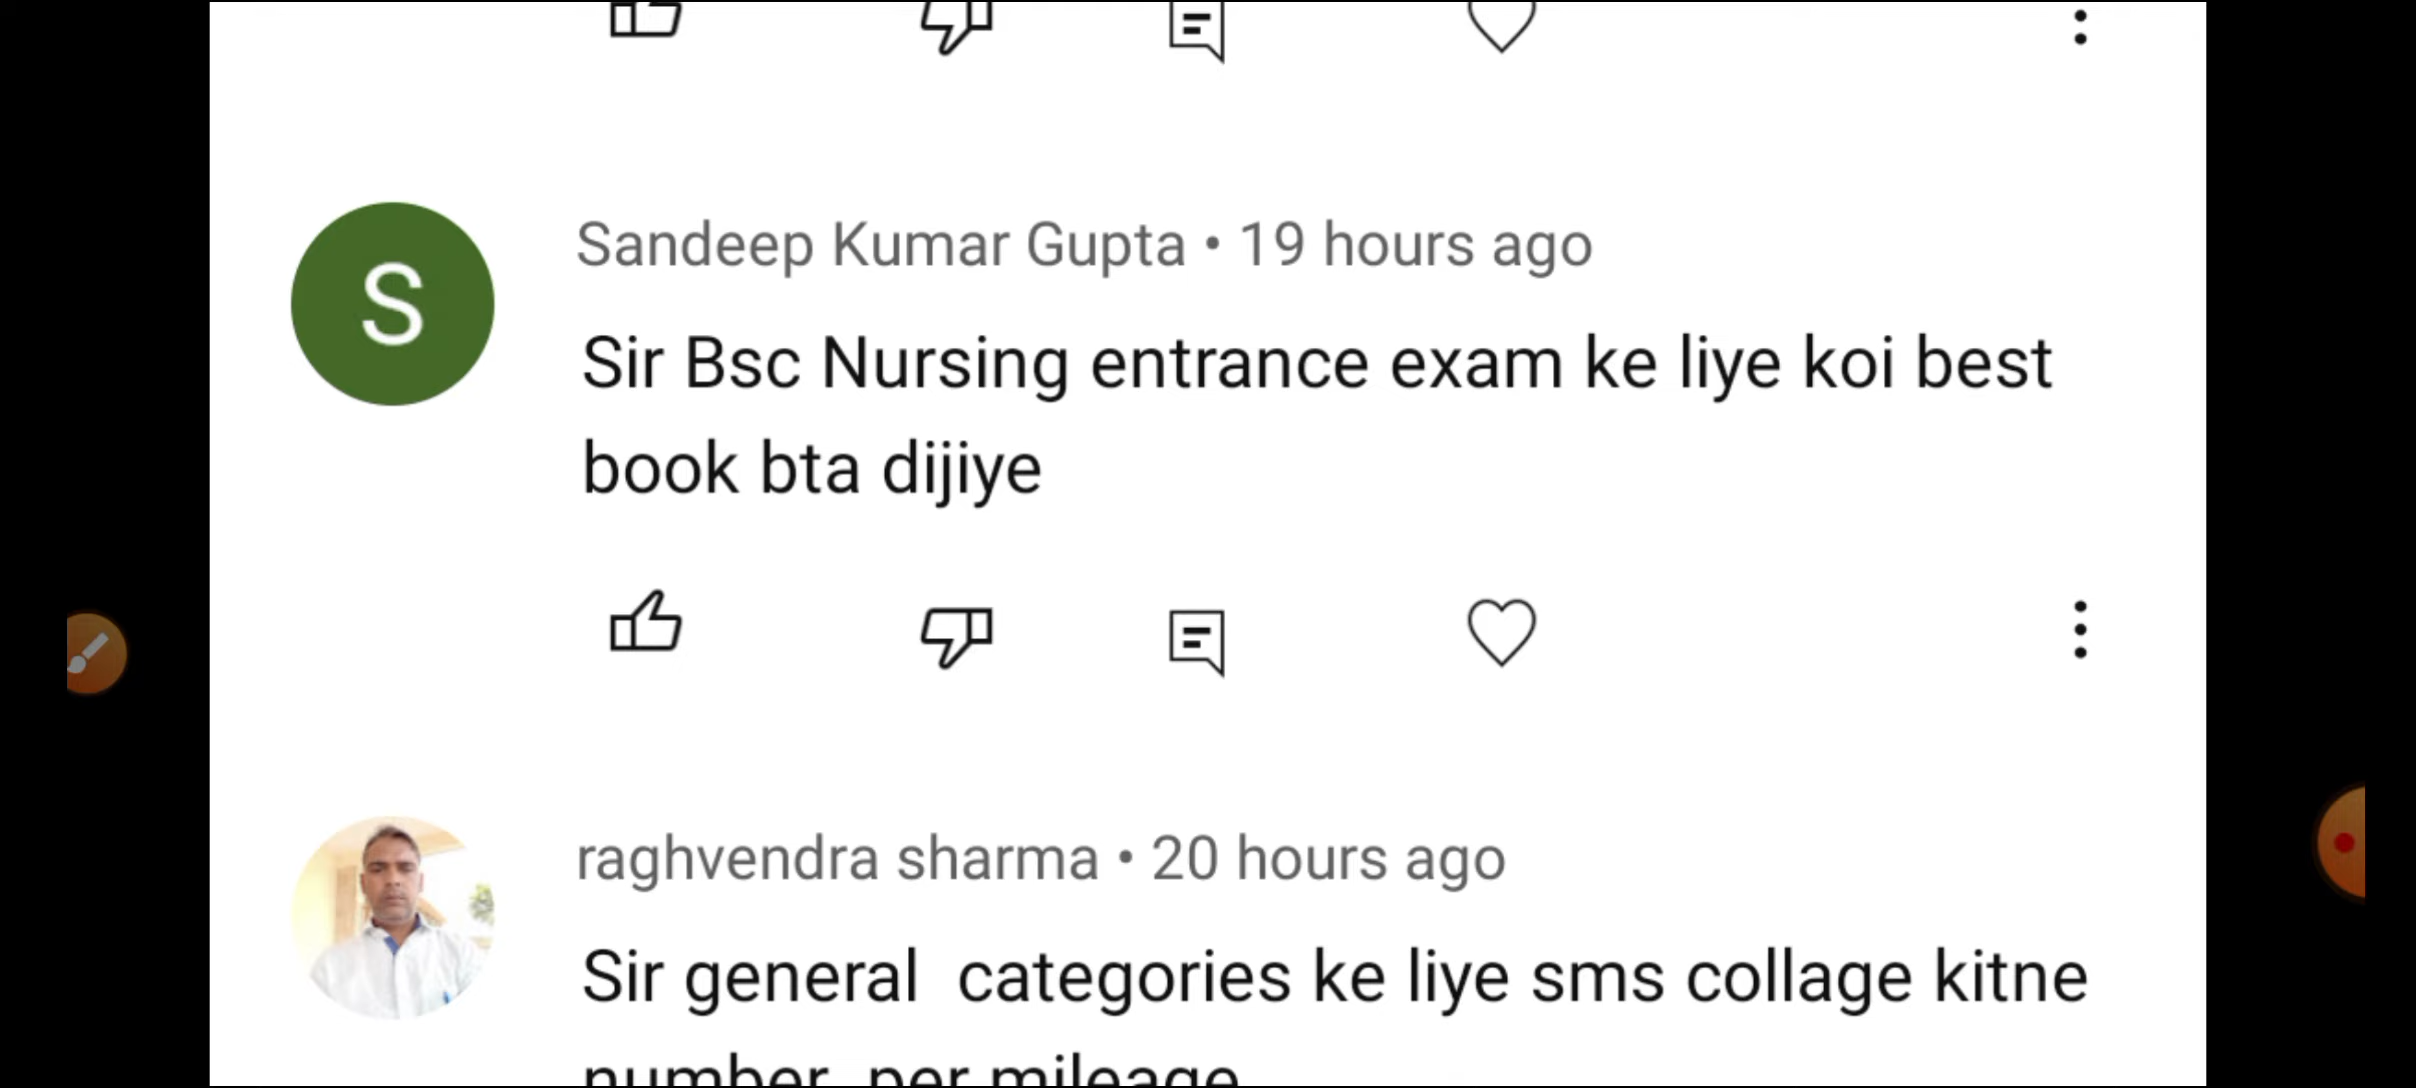 S
Sandeep Kumar Gupta • 19 hours ago
Sir Bsc Nursing entrance exam ke liye koi best
book bta dijiye
raghvendra sharma • 20 hours ago
Sir general categories ke liye sms collage kitne
number per mileage